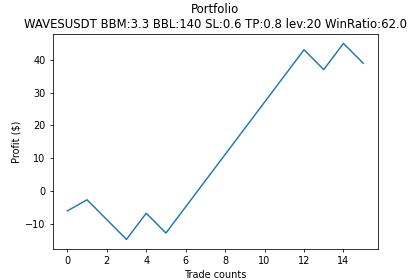 Portfolio
WAVESUSDT BBM:3.3 BBL:140 SL:0.6 TP:0.8 lev:20 WinRatio:62.0
40
30
20
10
0
−10
Profit ($)
0 2 4 6 8 10 12 14
Trade counts